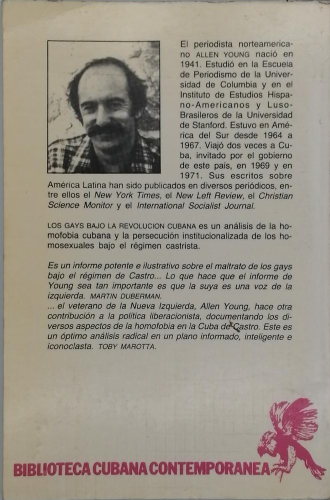 El periodista norteamerica-
no ALLEN YOUNG nació en
1941. Estudió en la Escuela
de Periodismo de la Univer-
sidad de Columbia y en el
Instituto de Estudios Hispa-
no-Americanos y Luso-
Brasileros de la Universidad
de Stanford. Estuvo en Amé-
rica del Sur desde 1964 a
1967. Viajó dos veces a Cu-
ba, invitado por el gobierno
de este país, en 1969 y en
1971. Sus escritos sobre
América Latina han sido publicados en diversos periódicos, en-
tre ellos el New York Times, el New Left Review, el Christian
Science Monitor y el International Socialist Journal.
LOS GAYS BAJO LA REVOLUCION CUBANA es un análisis de la ho-
mofobia cubana y la persecución institucionalizada de los ho-
mosexuales bajo el régimen castrista.
Es un informe potente e ilustrativo sobre el maltrato de los gays
bajo el régimen de Castro... Lo que hace que el informe de
Young sea tan importante es que la suya es una voz de la
izquierda. MARTIN DUBERMAN.
... el veterano de la Nueva Izquierda, Allen Young, hace otra
contribución a la política liberacionista, documentando los di-
versos aspectos de la homofobia en la Cuba de Castro. Este es
un óptimo análisis radical en un plano informado, inteligente e
iconoclasta. TOBY MAROTTA.
BIBLIOTECA CUBANA CONTEMPORANEA